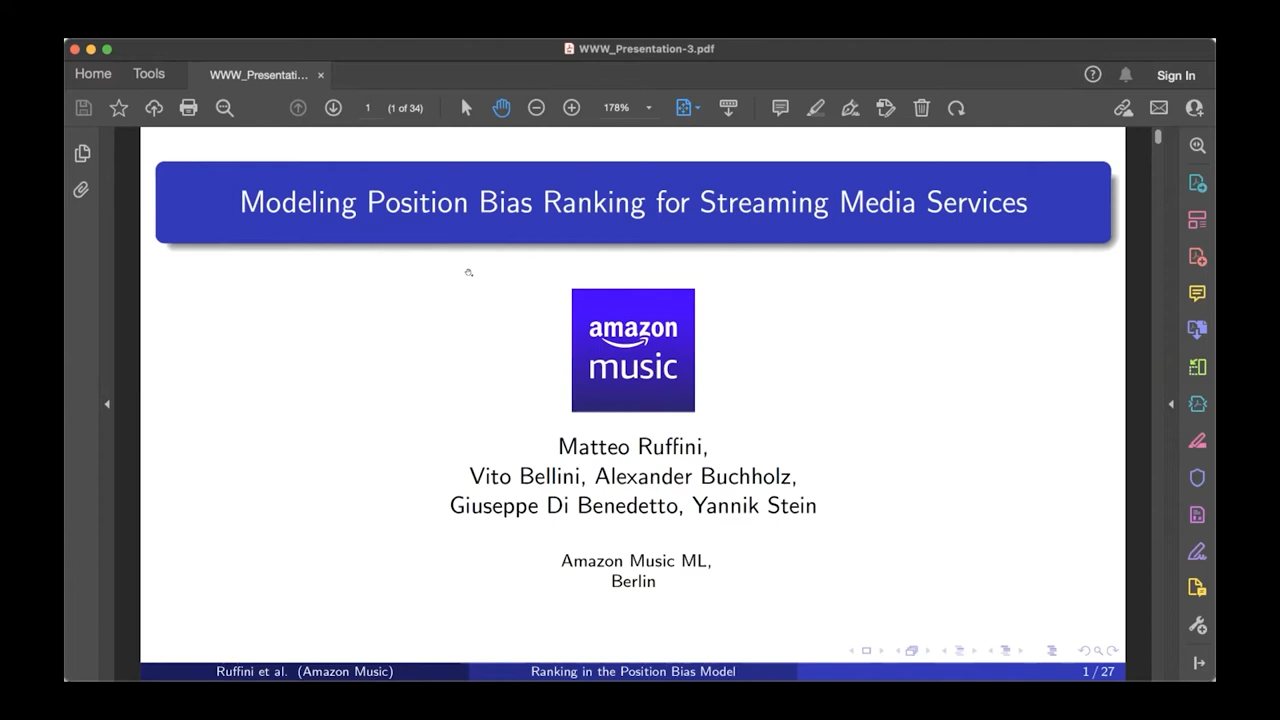 WWW_Presentation-3.pdf
Home Tools WWW_Presentati... × Sign In
1 (1 of 34) 178%
Modeling Position Bias Ranking for Streaming Media Services
amazon
music
Matteo Ruffini,
Vito Bellini, Alexander Buchholz,
Giuseppe Di Benedetto, Yannik Stein
Amazon Music ML,
Berlin
Ruffini et al. (Amazon Music) Ranking in the Position Bias Model 1 / 27